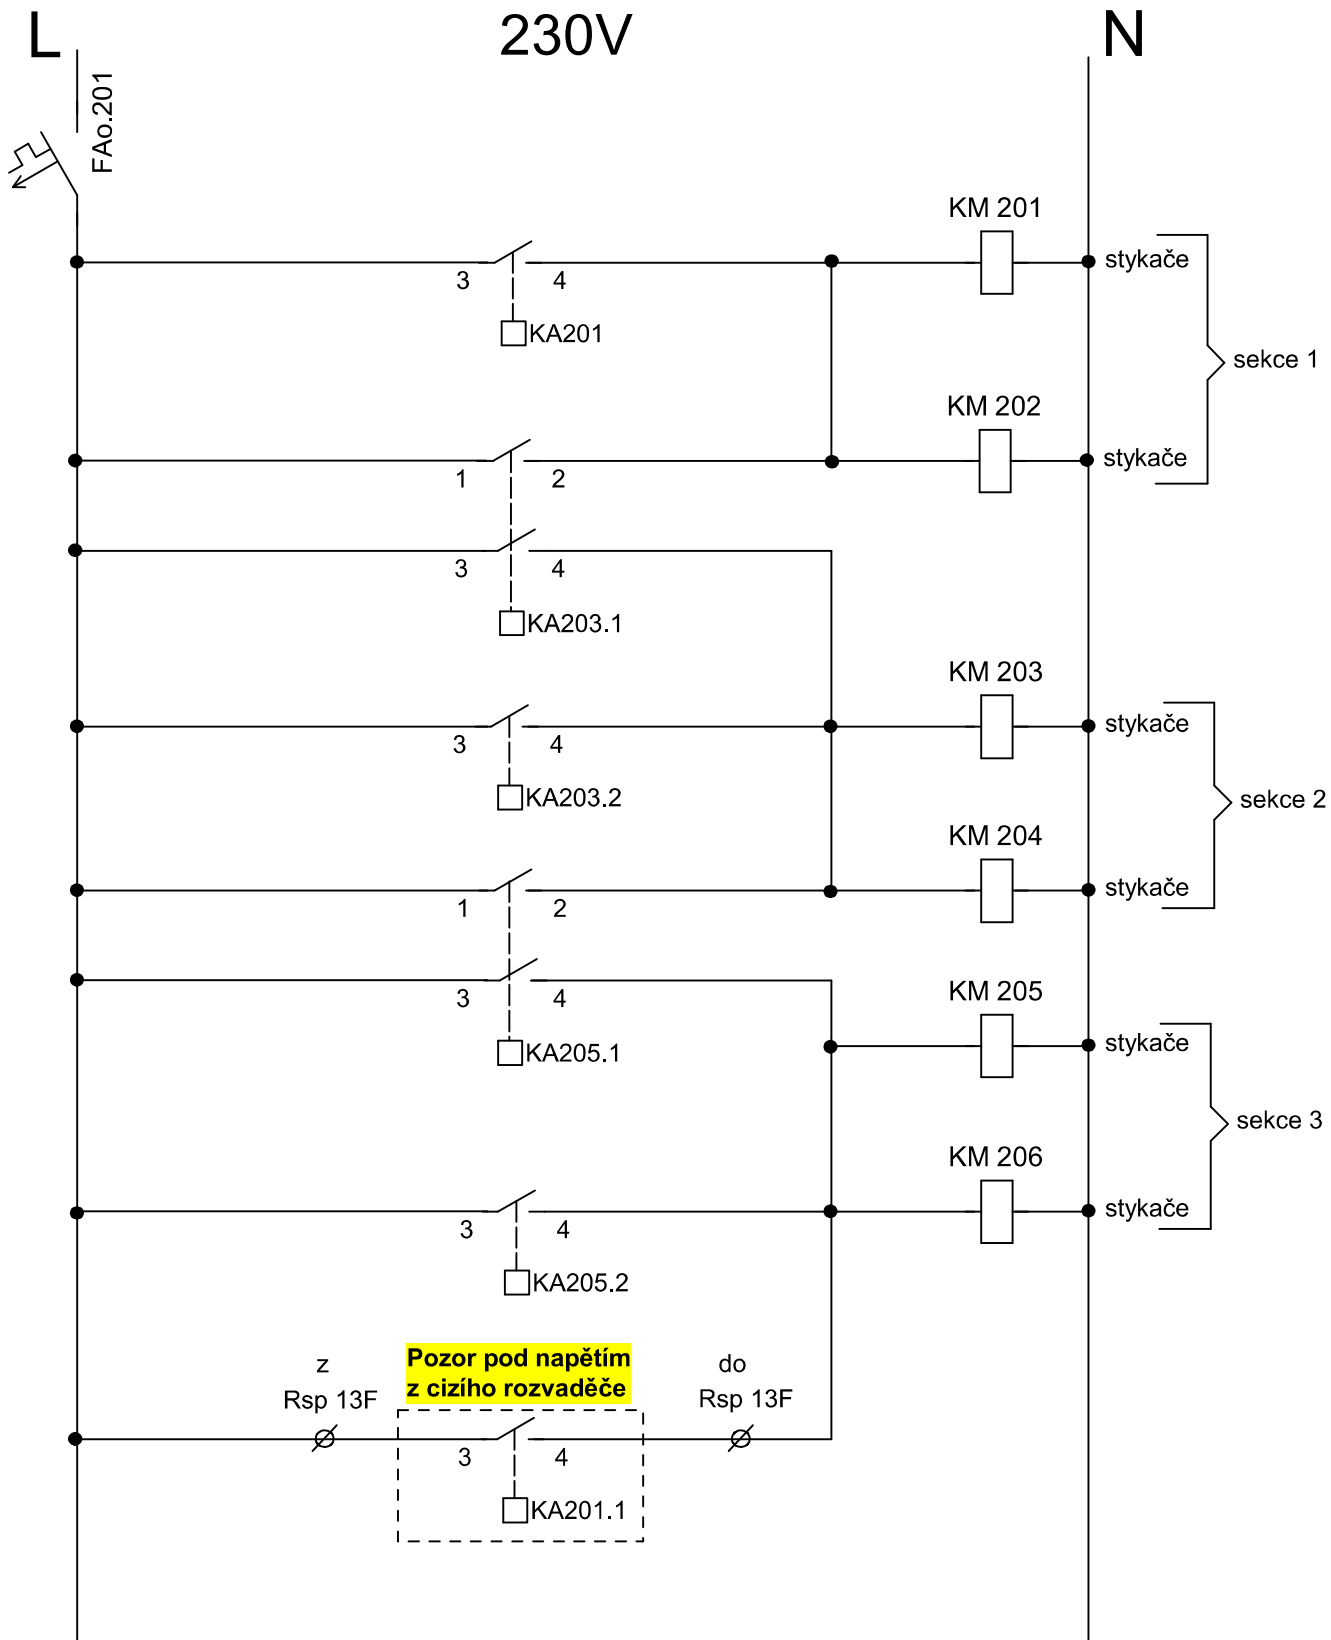 L
230V
N
FAo.201
KM 201
stykače
3
4
KA201
sekce 1
KM 202
stykače
1
2
3
4
KA203.1
KM 203
stykače
3
4
KA203.2
sekce 2
KM 204
stykače
1
2
3
4
KM 205
stykače
KA205.1
sekce 3
KM 206
stykače
3
4
KA205.2
z
Rsp 13F
Pozor pod napětím
z cizího rozvaděče
do
Rsp 13F
3
4
KA201.1